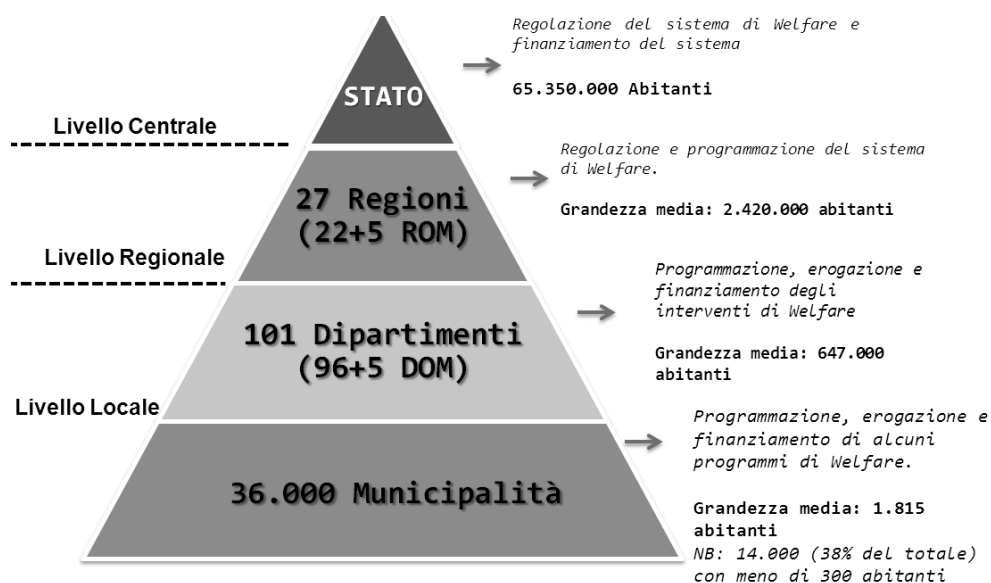 STATO
Regolazione del sistema di Welfare e
finanziamento del sistema
65.350.000 Abitanti
Livello Centrale
27 Regioni
(22+5 ROM)
Regolazione e programmazione del sistema
di Welfare.
Grandezza media: 2.420.000 abitanti
Livello Regionale
101 Dipartimenti
(96+5 DOM)
Programmazione, erogazione e
finanziamento degli
interventi di Welfare
Grandezza media: 647.000
abitanti
Livello Locale
36.000 Municipalità
Programmazione, erogazione e
finanziamento di alcuni
programmi di Welfare.
Grandezza media: 1.815
abitanti
NB: 14.000 (38% del totale)
con meno di 300 abitanti